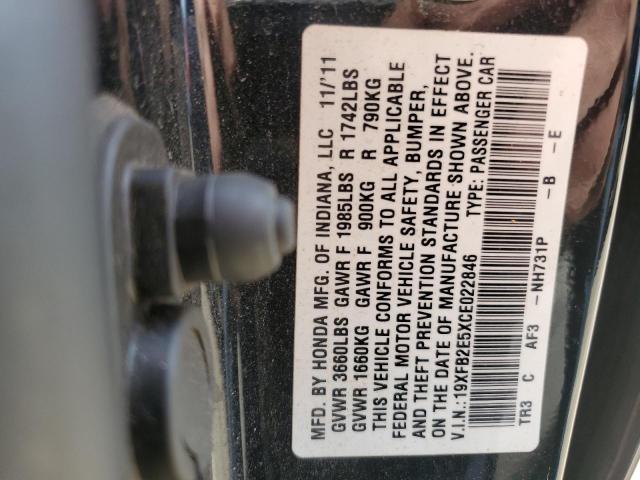 MFD. BY HONDA MFG. OF INDIANA, LLC 11/'11
GVWR 3660LBS GAWR F 1985LBS R 1742LBS
GVWR 1660KG GAWR F 900KG R 790KG
THIS VEHICLE CONFORMS TO ALL APPLICABLE
FEDERAL MOTOR VEHICLE SAFETY, BUMPER,
AND THEFT PREVENTION STANDARDS IN EFFECT
ON THE DATE OF MANUFACTURE SHOWN ABOVE.
V.I.N.:19XFB2E5XCE022846 TYPE: PASSENGER CAR
TR3 C AF3 -NH731P -B -E